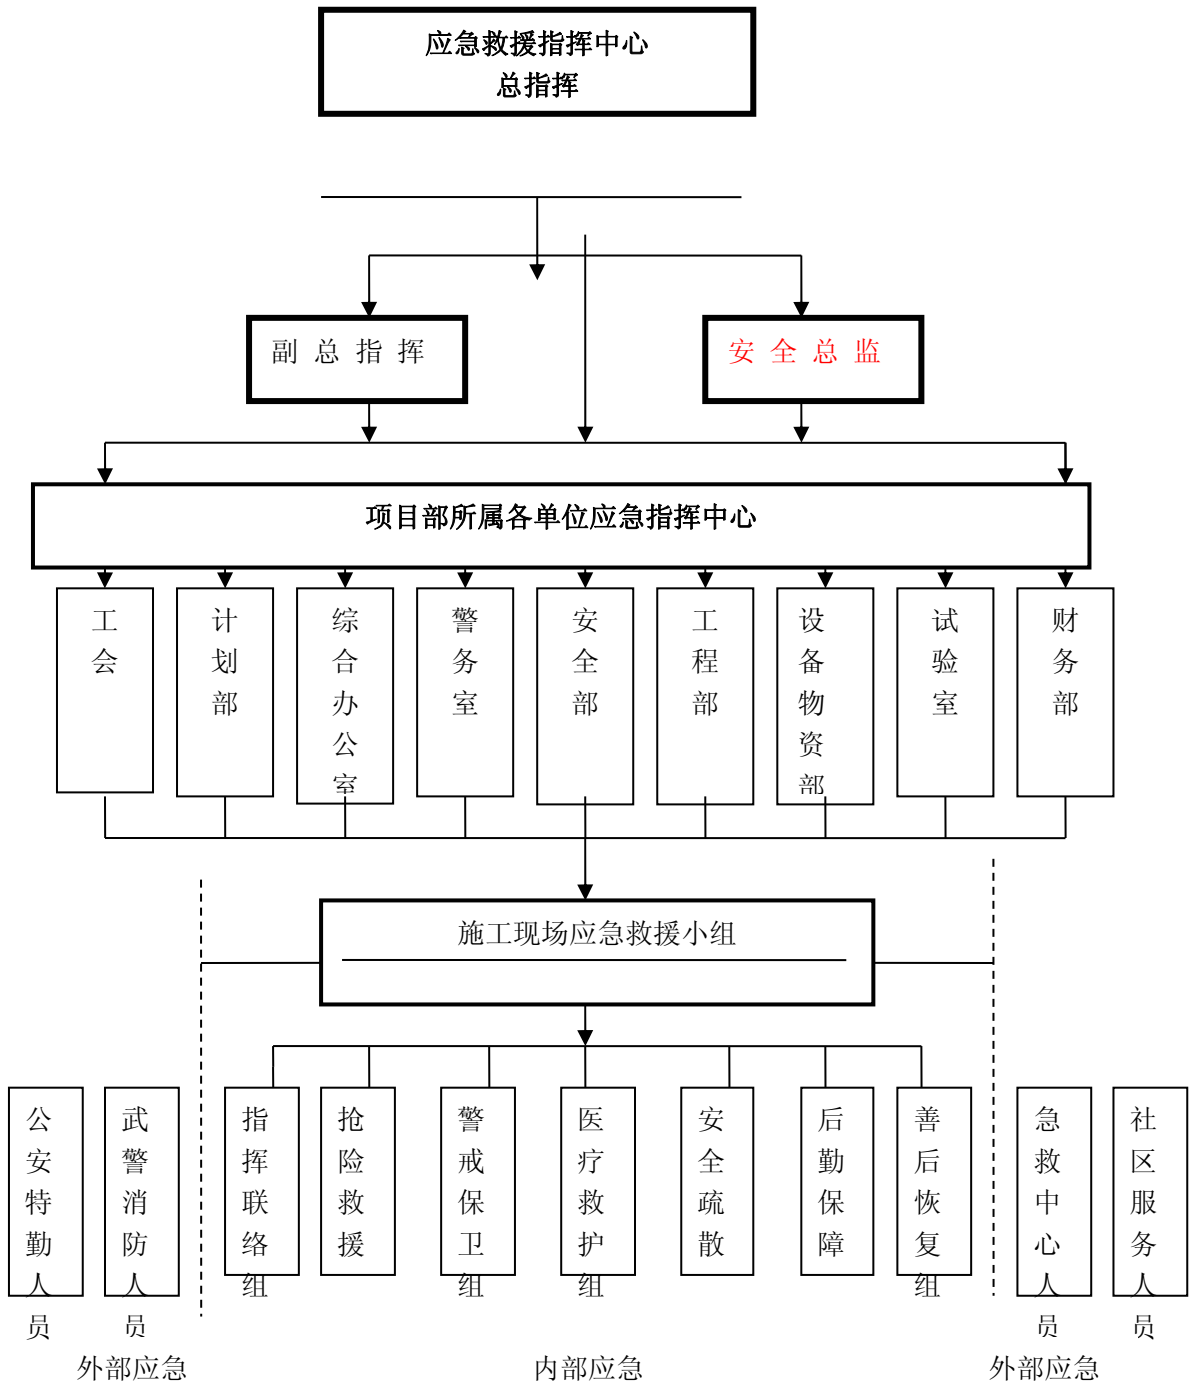 应急救援指挥中心
总指挥
副总指挥
安全总监
项目部所属各单位应急指挥中心
工会
计划部
综合办公室
警务室
安全部
工程部
设备物资部
试验室
财务部
施工现场应急救援小组
公安特勤人员
武警消防人员
指挥联络组
抢险救援
警戒保卫组
医疗救护组
安全疏散
后勤保障
善后恢复组
急救中心人员
社区服务人员
外部应急
内部应急
外部应急